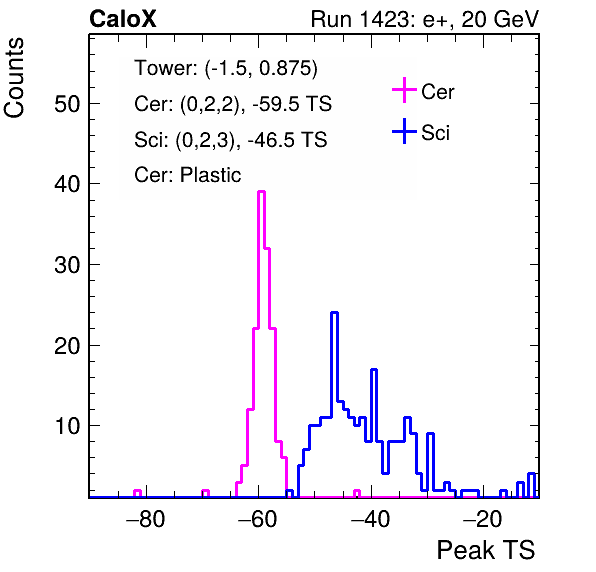 CaloX Run 1423: e+, 20 GeV
Counts
Tower: (-1.5, 0.875)
Cer: (0,2,2), -59.5 TS
Sci: (0,2,3), -46.5 TS
Cer: Plastic
Cer
Sci
50
40
30
20
10
−80 −60 −40 −20
Peak TS